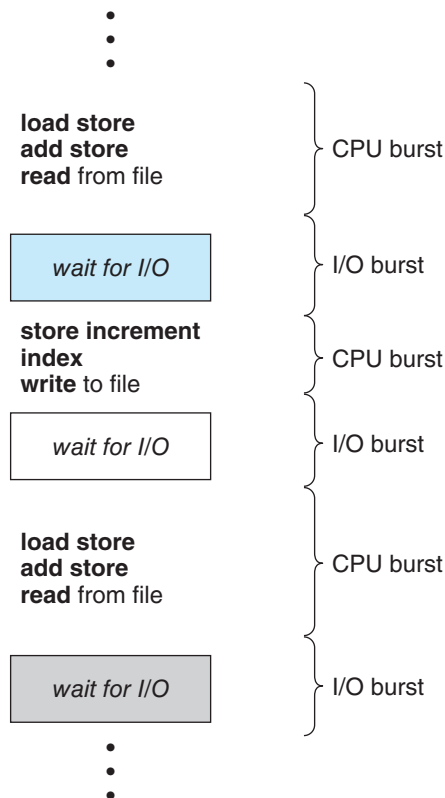 load store
add store
read from file
CPU burst
wait for I/O
I/O burst
store increment
index
write to file
CPU burst
wait for I/O
I/O burst
load store
add store
read from file
CPU burst
wait for I/O
I/O burst